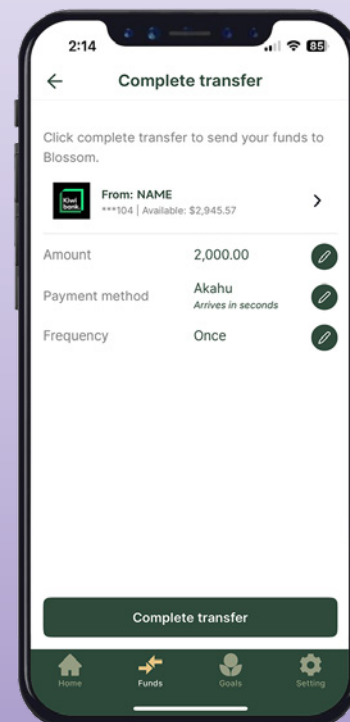 2:14
85
Complete transfer
Click complete transfer to send your funds to
Blossom.
Kiwi
bank.
From: NAME
***104 | Available: $2,945.57
Amount 2,000.00
Payment method Akahu
Arrives in seconds
Frequency Once
Complete transfer
Home Funds Goals Setting